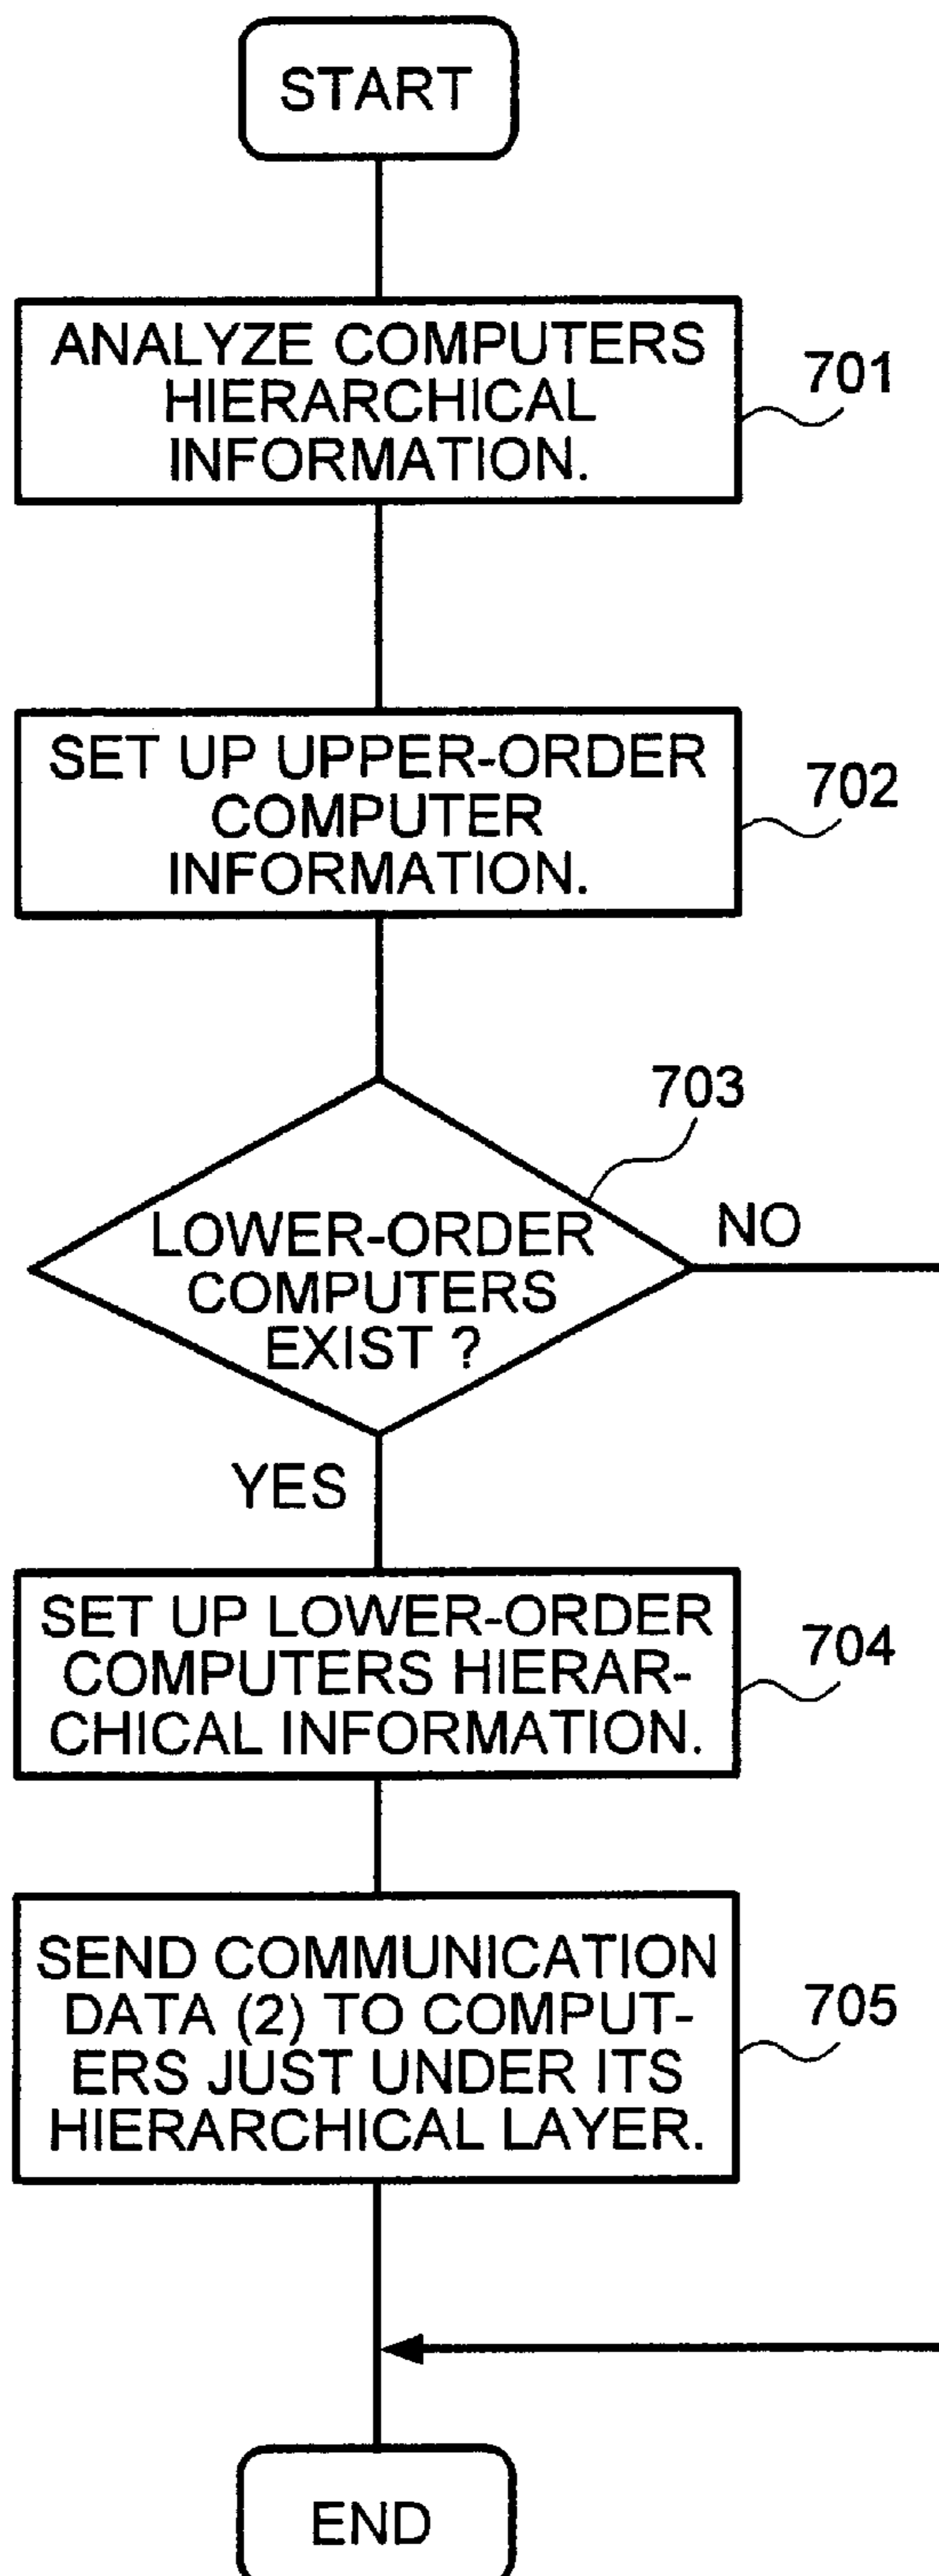 START
ANALYZE COMPUTERS
HIERARCHICAL
INFORMATION.
701
SET UP UPPER-ORDER
COMPUTER
INFORMATION.
702
703
LOWER-ORDER
COMPUTERS
EXIST ?
NO
YES
SET UP LOWER-ORDER
COMPUTERS HIERAR-
CHICAL INFORMATION.
704
SEND COMMUNICATION
DATA (2) TO COMPUT-
ERS JUST UNDER ITS
HIERARCHICAL LAYER.
705
END